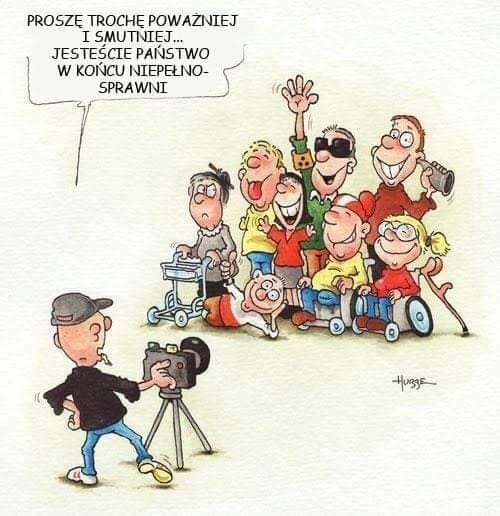 PROSZĘ TROCHĘ POWAŻNIEJ
I SMUTNIEJ...
JESTEŚCIE PAŃSTWO
W KOŃCU NIEPEŁNO-
SPRAWNI
HUBBE